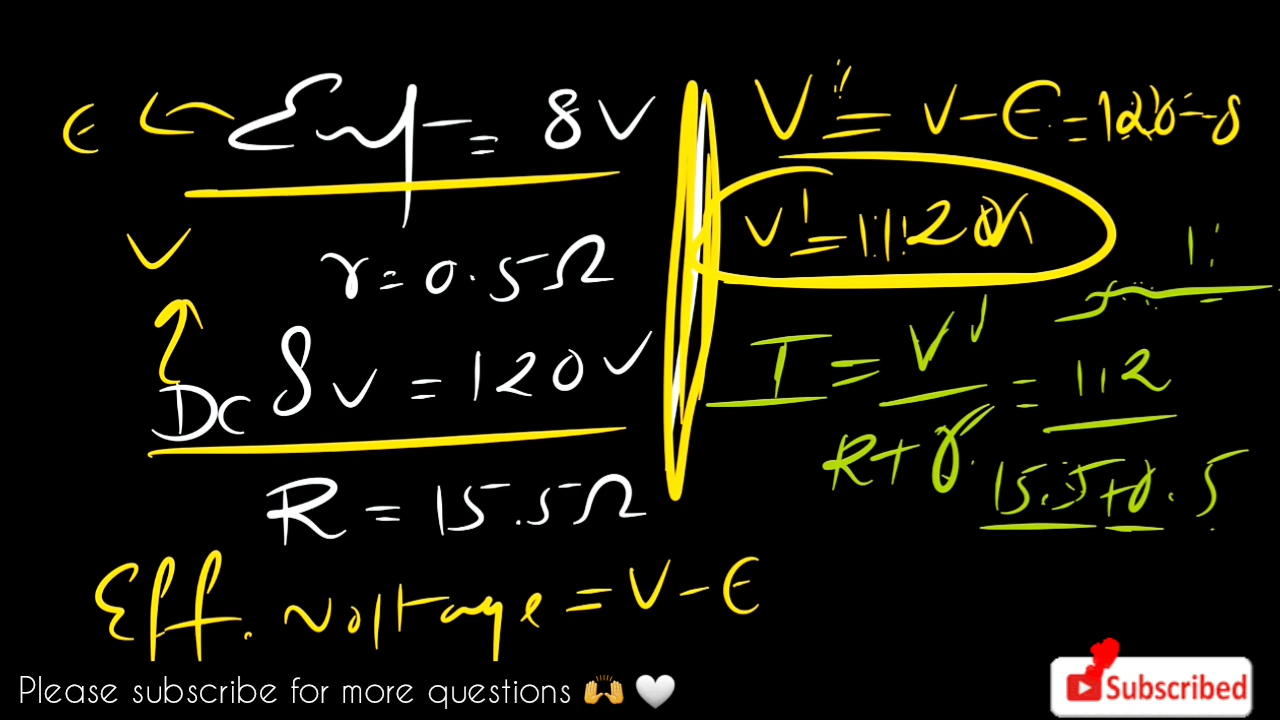 ϵ ← Emf = 8V
V
r = 0.5Ω
DC SV = 120V
R = 15.5Ω
Eff. voltage = V - ϵ
V' = V - ϵ = 120 - 8
V' = 112
I = V' / R + r = 112 / 15.5 + 0.5
Please subscribe for more questions 🙌 🤍
Subscribed